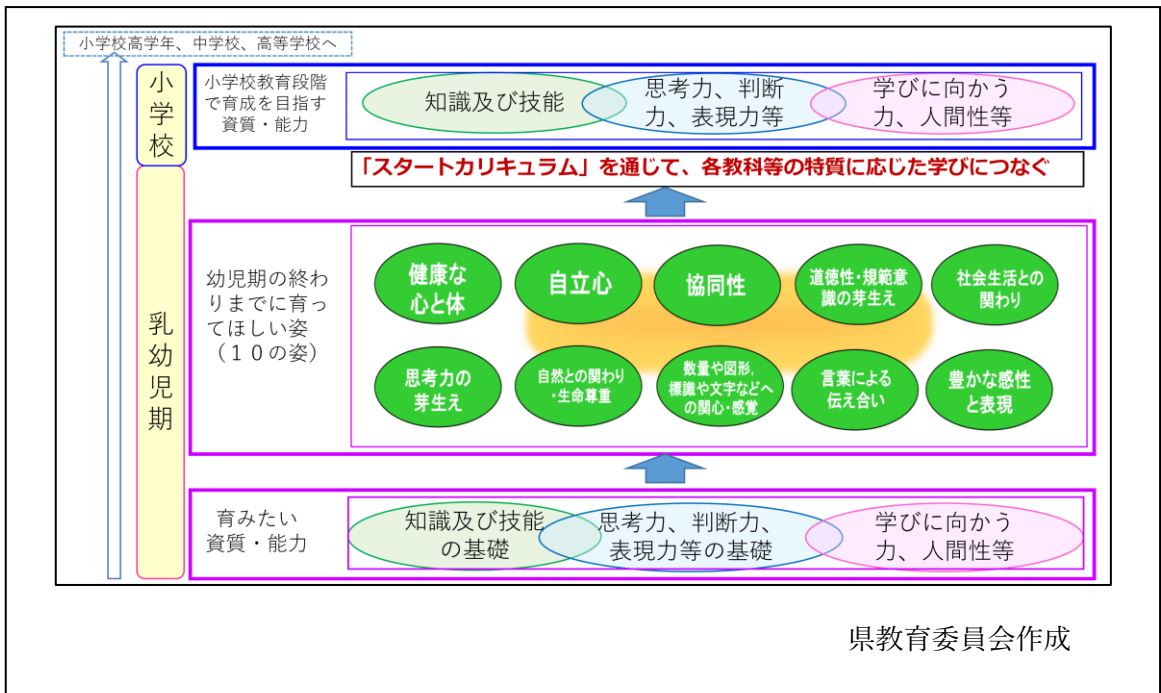 小学校高学年、中学校、高等学校へ
小学校
小学校教育段階
で育成を目指す
資質・能力
知識及び技能
思考力、判断
力、表現力等
学びに向かう
力、人間性等
「スタートカリキュラム」を通じて、各教科等の特質に応じた学びにつなぐ
乳幼児期
幼児期の終わ
りまでに育っ
てほしい姿
（１０の姿）
健康な
心と体
自立心
協同性
道徳性・規範意
識の芽生え
社会生活との
関わり
思考力の
芽生え
自然との関わり
・生命尊重
数量や図形、
標識や文字などへ
の関心・感覚
言葉による
伝え合い
豊かな感性
と表現
育みたい
資質・能力
知識及び技能
の基礎
思考力、判断力、
表現力等の基礎
学びに向かう
力、人間性等
県教育委員会作成